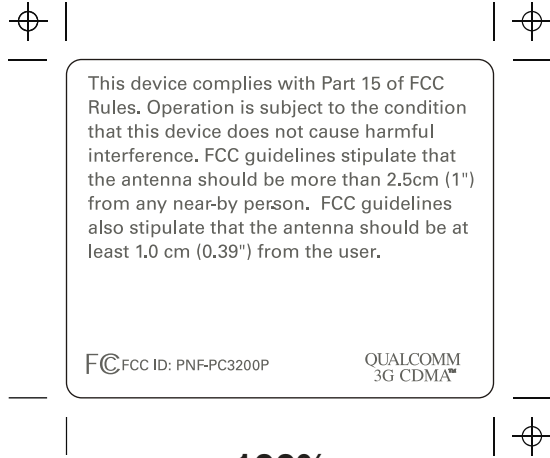 This device complies with Part 15 of FCC
Rules. Operation is subject to the condition
that this device does not cause harmful
interference. FCC guidelines stipulate that
the antenna should be more than 2.5cm (1")
from any near-by person.  FCC guidelines
also stipulate that the antenna should be at
least 1.0 cm (0.39") from the user.
FC FCC ID: PNF-PC3200P
QUALCOMM
3G CDMA™